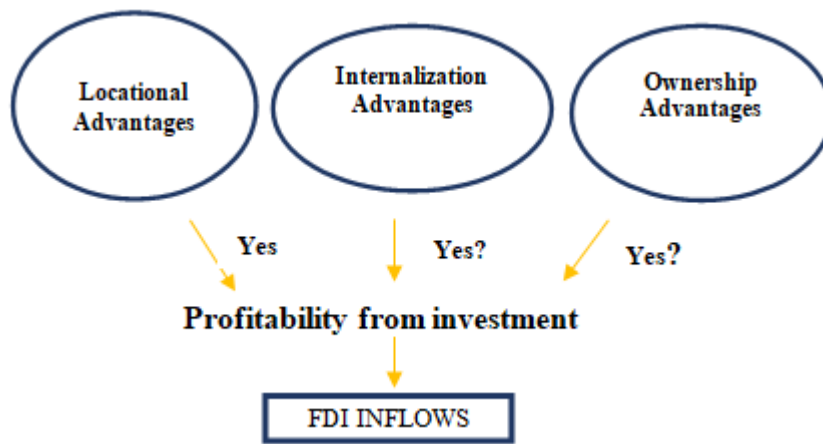 Locational
Advantages
Internalization
Advantages
Ownership
Advantages
Yes
Yes?
Yes?
Profitability from investment
FDI INFLOWS